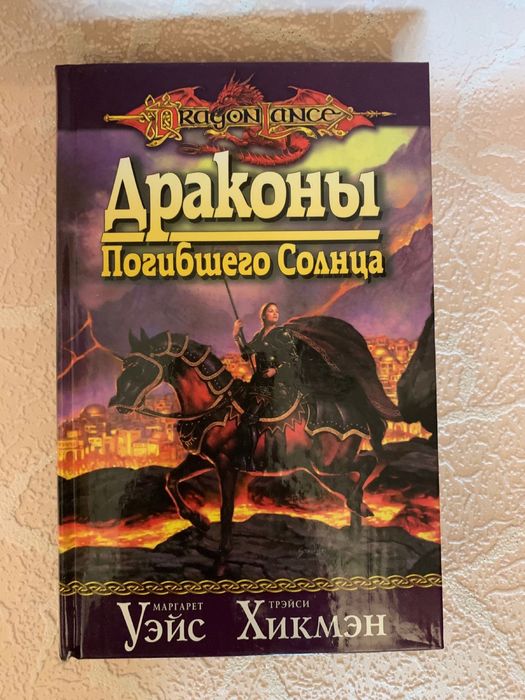 DRAGONLANCE
ДРАКОНЫ
ПОГИБШЕГО СОЛНЦА
МАРГАРЕТ ТРЭЙСИ
УЭЙС ХИКМЭН